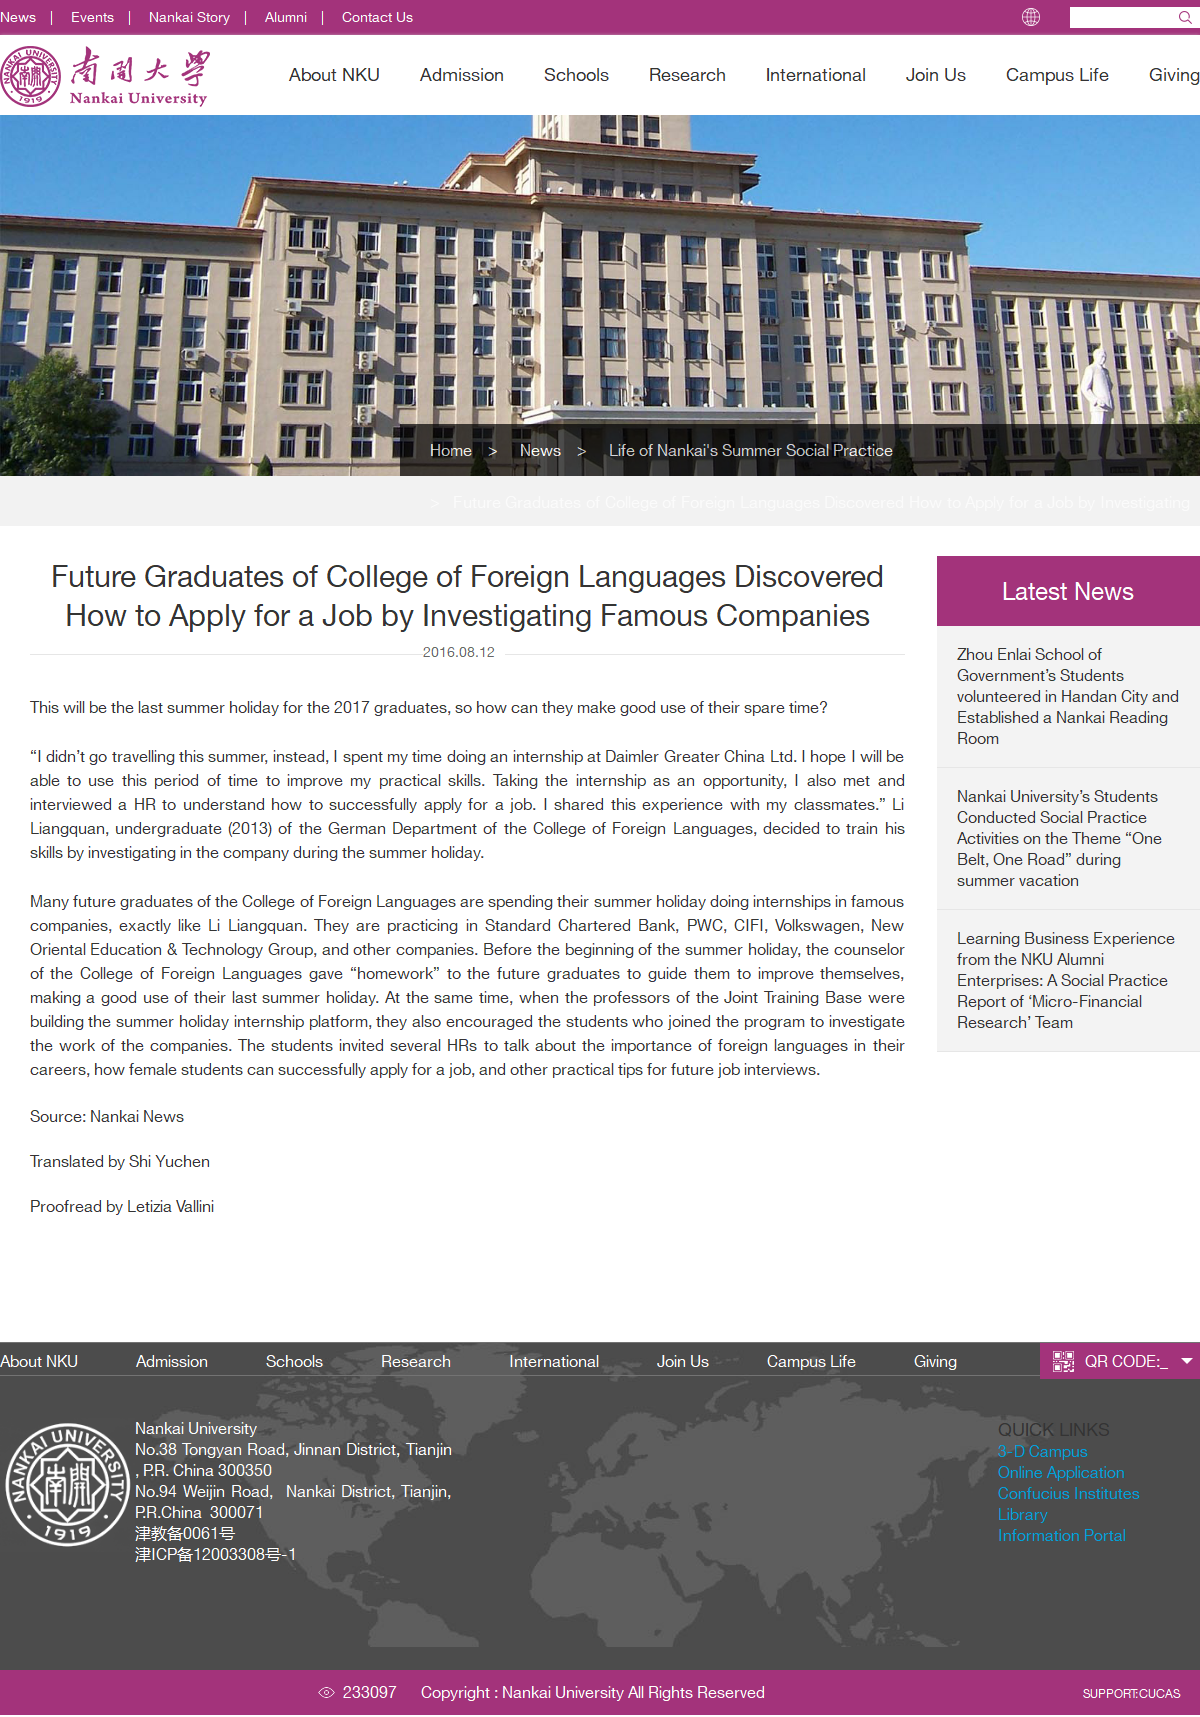 News | Events | Nankai Story | Alumni | Contact Us
NANKAI UNIVERSITY
1919
南開大學
Nankai University
About NKU Admission Schools Research International Join Us Campus Life Giving
Home > News > Life of Nankai's Summer Social Practice
> Future Graduates of College of Foreign Languages Discovered How to Apply for a Job by Investigating
Future Graduates of College of Foreign Languages Discovered
How to Apply for a Job by Investigating Famous Companies
2016.08.12
This will be the last summer holiday for the 2017 graduates, so how can they make good use of their spare time?
“I didn’t go travelling this summer, instead, I spent my time doing an internship at Daimler Greater China Ltd. I hope I will be
able to use this period of time to improve my practical skills. Taking the internship as an opportunity, I also met and
interviewed a HR to understand how to successfully apply for a job. I shared this experience with my classmates.” Li
Liangquan, undergraduate (2013) of the German Department of the College of Foreign Languages, decided to train his
skills by investigating in the company during the summer holiday.
Many future graduates of the College of Foreign Languages are spending their summer holiday doing internships in famous
companies, exactly like Li Liangquan. They are practicing in Standard Chartered Bank, PWC, CIFI, Volkswagen, New
Oriental Education & Technology Group, and other companies. Before the beginning of the summer holiday, the counselor
of the College of Foreign Languages gave “homework” to the future graduates to guide them to improve themselves,
making a good use of their last summer holiday. At the same time, when the professors of the Joint Training Base were
building the summer holiday internship platform, they also encouraged the students who joined the program to investigate
the work of the companies. The students invited several HRs to talk about the importance of foreign languages in their
careers, how female students can successfully apply for a job, and other practical tips for future job interviews.
Source: Nankai News
Translated by Shi Yuchen
Proofread by Letizia Vallini
Latest News
Zhou Enlai School of
Government’s Students
volunteered in Handan City and
Established a Nankai Reading
Room
Nankai University’s Students
Conducted Social Practice
Activities on the Theme “One
Belt, One Road” during
summer vacation
Learning Business Experience
from the NKU Alumni
Enterprises: A Social Practice
Report of ‘Micro-Financial
Research’ Team
About NKU Admission Schools Research International Join Us Campus Life Giving
QR CODE:_
NANKAI UNIVERSITY
南開
1919
Nankai University
No.38 Tongyan Road, Jinnan District, Tianjin
, P.R. China 300350
No.94 Weijin Road, Nankai District, Tianjin,
P.R.China 300071
津教备0061号
津ICP备12003308号-1
QUICK LINKS
3-D Campus
Online Application
Confucius Institutes
Library
Information Portal
233097 Copyright : Nankai University All Rights Reserved
SUPPORT:CUCAS